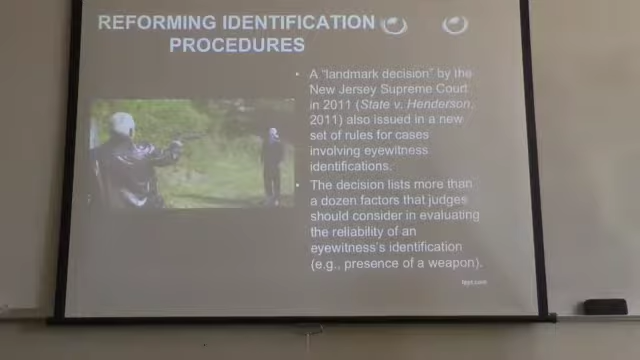 REFORMING IDENTIFICATION
PROCEDURES
• A “landmark decision” by the
New Jersey Supreme Court
in 2011 (State v. Henderson,
2011) also issued in a new
set of rules for cases
involving eyewitness
identifications.
• The decision lists more than
a dozen factors that judges
should consider in evaluating
the reliability of an
eyewitness's identification
(e.g., presence of a weapon).
fppt.com